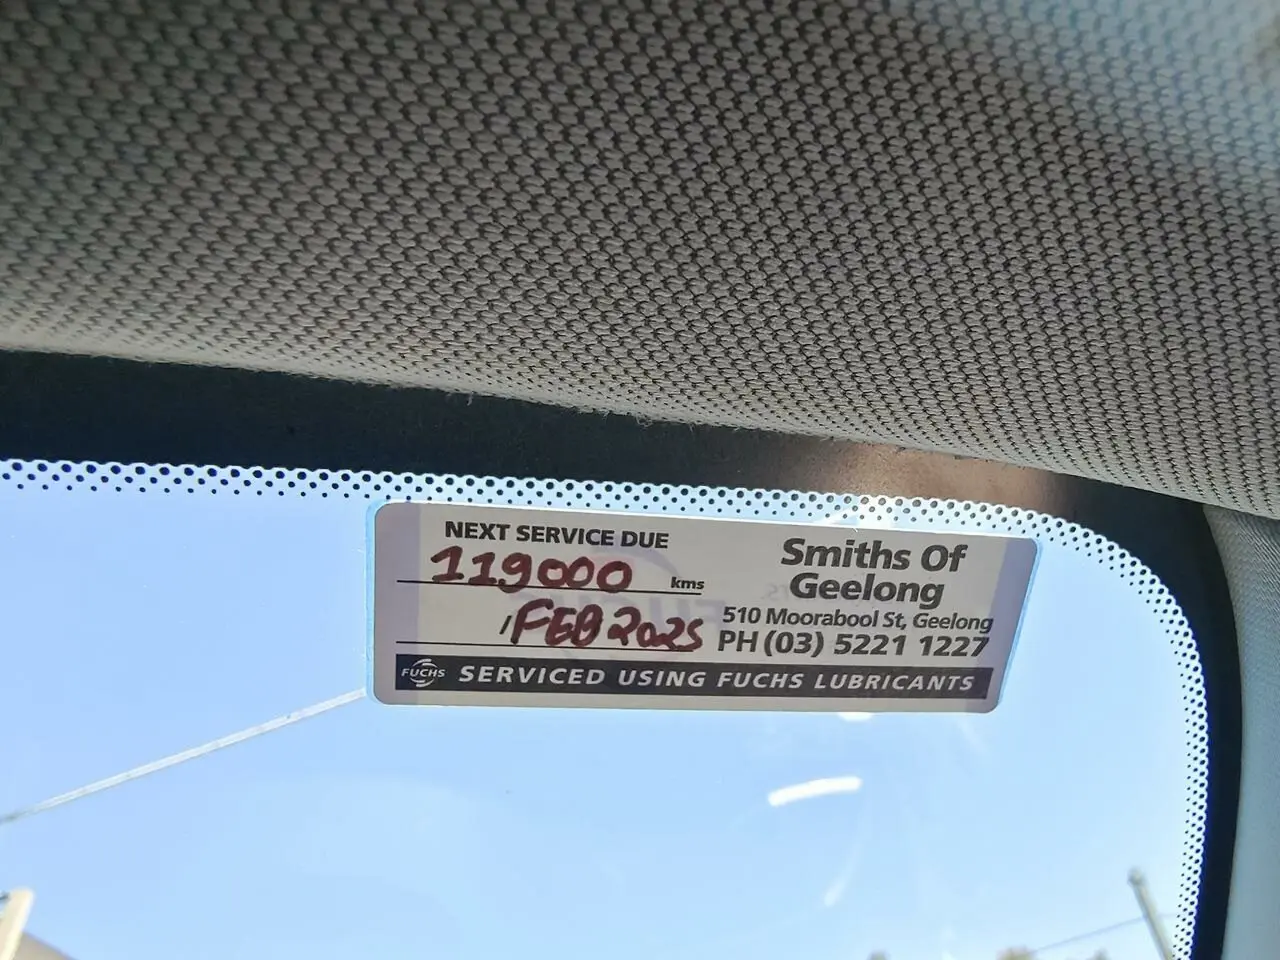 NEXT SERVICE DUE
119000 kms
/FEB 2025
Smiths Of
Geelong
510 Moorabool St, Geelong
PH (03) 5221 1227
FUCHS SERVICED USING FUCHS LUBRICANTS